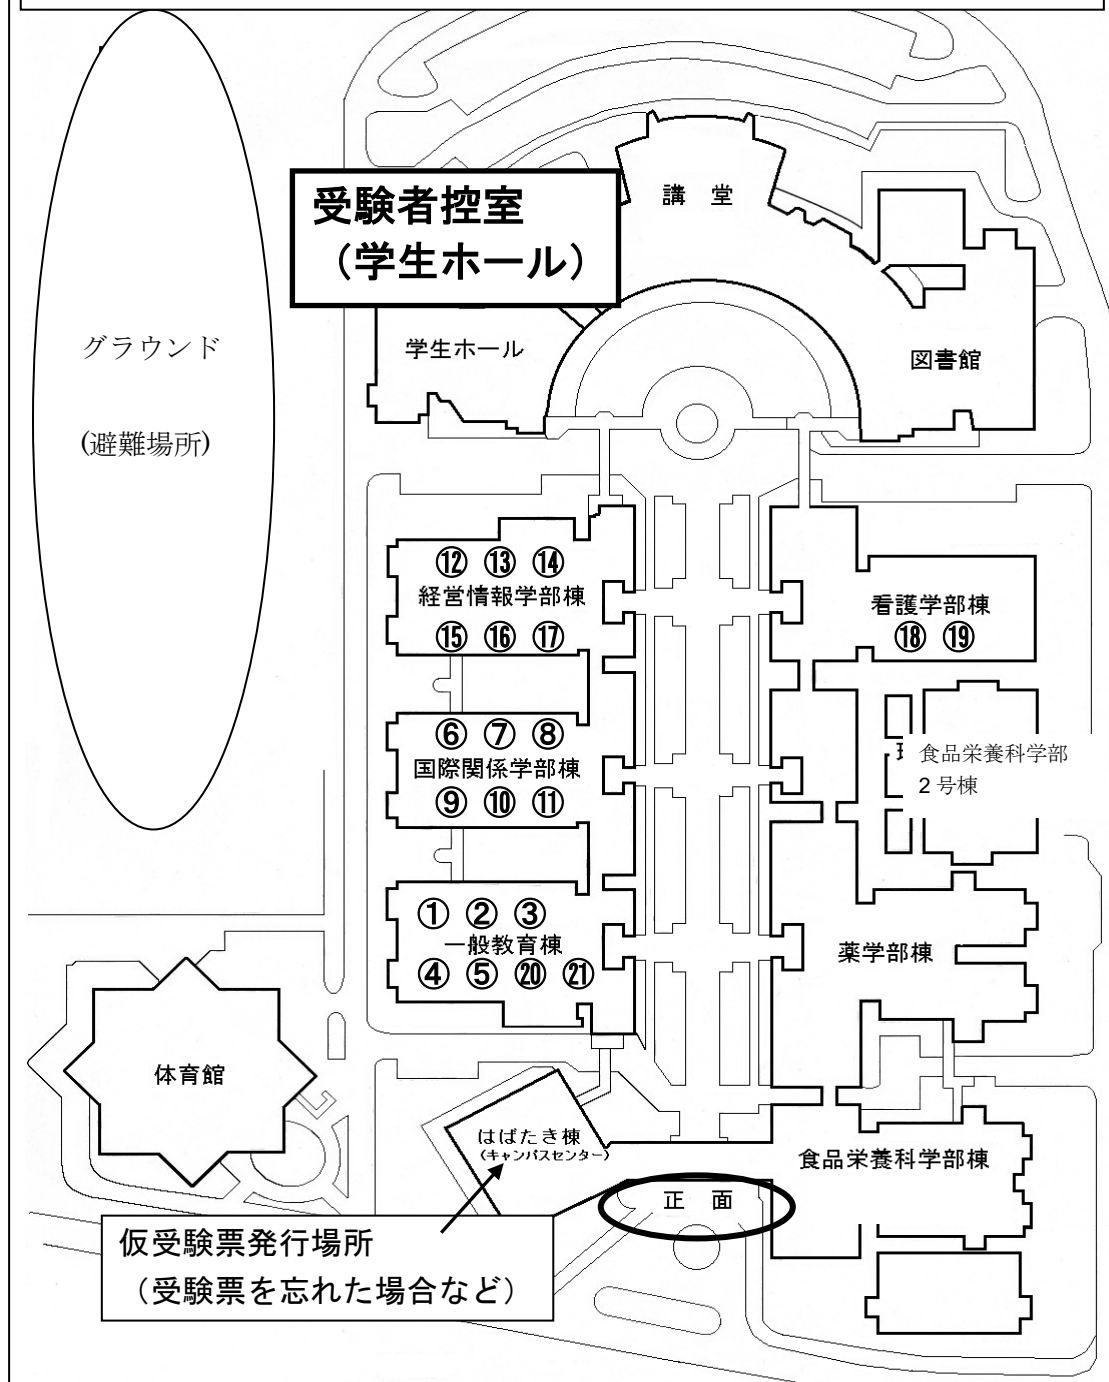 受験者控室
（学生ホール）
講　堂
グラウンド
(避難場所)
学生ホール
図書館
⑫ ⑬ ⑭
経営情報学部棟
⑮ ⑯ ⑰
看護学部棟
⑱ ⑲
⑥ ⑦ ⑧
国際関係学部棟
⑨ ⑩ ⑪
食品栄養科学部
2 号棟
① ② ③
一般教育棟
④ ⑤ ⑳ ㉑
薬学部棟
体育館
はばたき棟
（キャンパスセンター）
食品栄養科学部棟
正　面
仮受験票発行場所
（受験票を忘れた場合など）